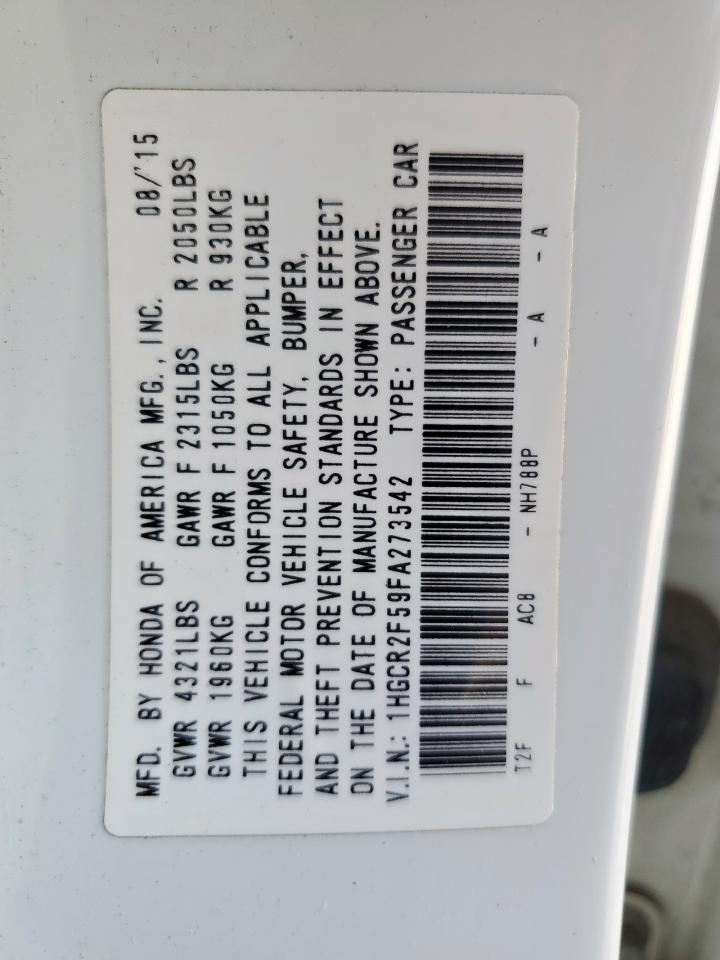 MFD. BY HONDA OF AMERICA MFG., INC. 08/'15
GVWR 4321LBS GAWR F 2315LBS R 2050LBS
GVWR 1960KG GAWR F 1050KG R 930KG
THIS VEHICLE CONFORMS TO ALL APPLICABLE
FEDERAL MOTOR VEHICLE SAFETY, BUMPER,
AND THEFT PREVENTION STANDARDS IN EFFECT
ON THE DATE OF MANUFACTURE SHOWN ABOVE.
V.I.N.: 1HGCR2F59FA273542 TYPE: PASSENGER CAR
T2F F AC8 - NH788P - A - A